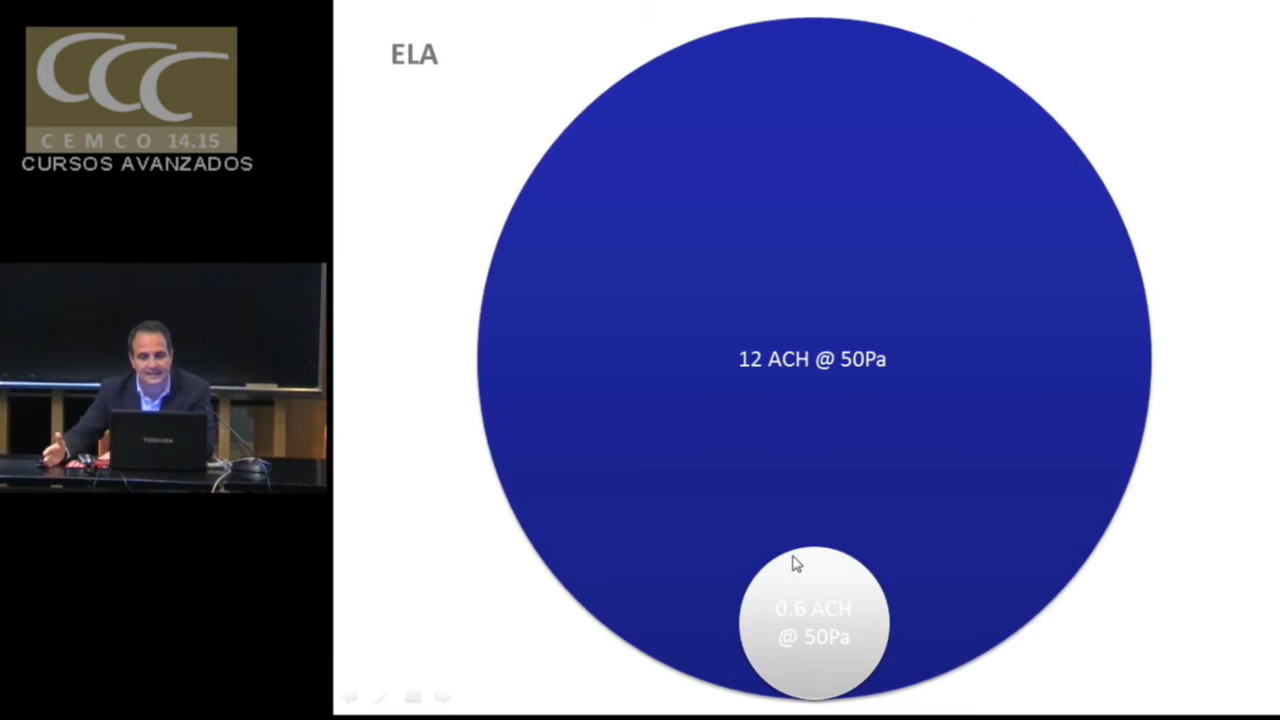 CCC
CEMCO 14.15
CURSOS AVANZADOS
TOSHIBA
ELA
12 ACH @ 50Pa
0.6 ACH
@ 50Pa